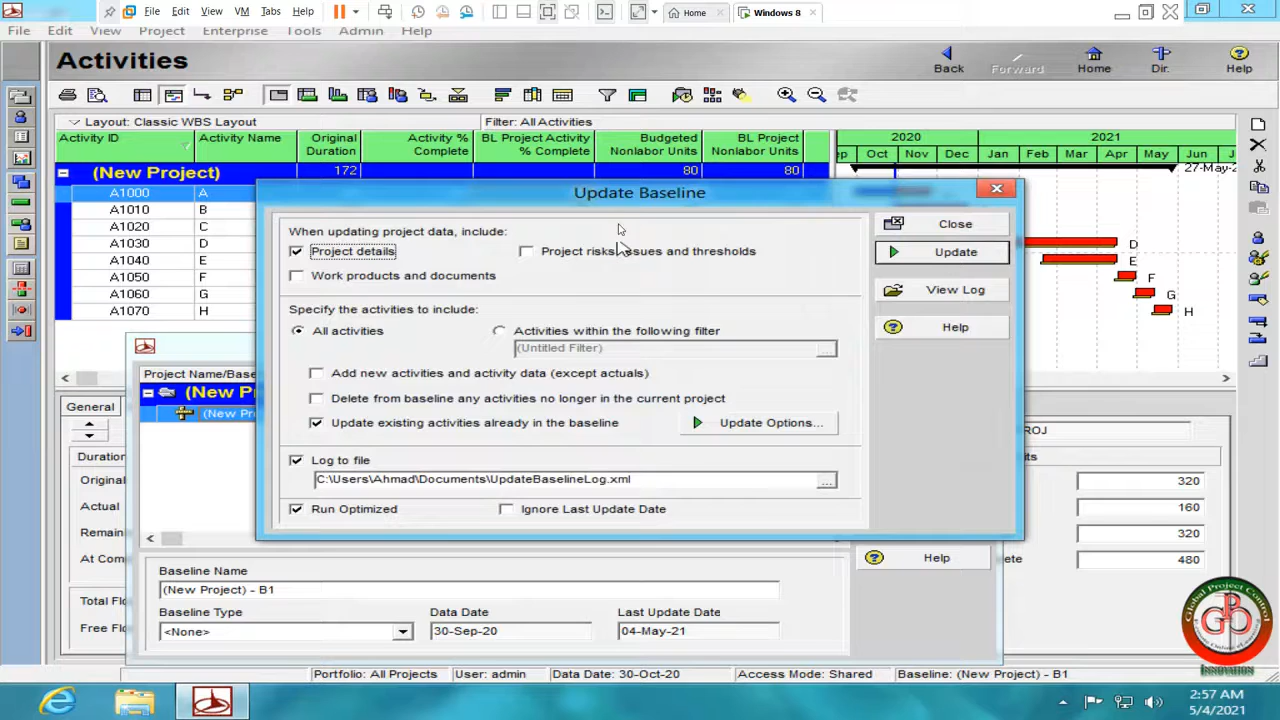 File Edit View VM Tabs Help Home Windows 8
File Edit View Project Enterprise Tools Admin Help
Activities
Back Forward Home Dir. Help
Layout: Classic WBS Layout Filter: All Activities
Activity ID Activity Name Original Duration Activity % Complete BL Project Activity % Complete Budgeted Nonlabor Units BL Project Nonlabor Units
2020 2021
Oct Nov Dec Jan Feb Mar Apr May Jun
(New Project) 172 80 80 27-May
A1000 A
A1010 B
A1020 C
A1030 D
A1040 E
A1050 F
A1060 G
A1070 H
D
E
F
G
H
Update Baseline
When updating project data, include:
Project details
Project risks, issues and thresholds
Work products and documents
Specify the activities to include:
All activities
Activities within the following filter
(Untitled Filter) ...
Add new activities and activity data (except actuals)
Delete from baseline any activities no longer in the current project
Update existing activities already in the baseline
Update Options...
Log to file
C:\Users\Ahmad\Documents\UpdateBaselineLog.xml ...
Run Optimized
Ignore Last Update Date
Close
Update
View Log
Help
Project Name/Base
(New Pr
(New Pr
General
Duration
Original
Actual
Remain
At Com
Total Flo
Free Flo
ROJ
320
160
320
480
Help
Baseline Name
(New Project) - B1
Baseline Type Data Date Last Update Date
<None> 30-Sep-20 04-May-21
Portfolio: All Projects User: admin Data Date: 30-Oct-20 Access Mode: Shared Baseline: (New Project) - B1
Global Project Control
INNOVATION
2:57 AM
5/4/2021